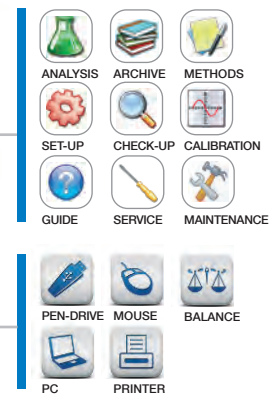 ANALYSIS ARCHIVE METHODS
SET-UP CHECK-UP CALIBRATION
GUIDE SERVICE MAINTENANCE
PEN-DRIVE MOUSE BALANCE
PC PRINTER